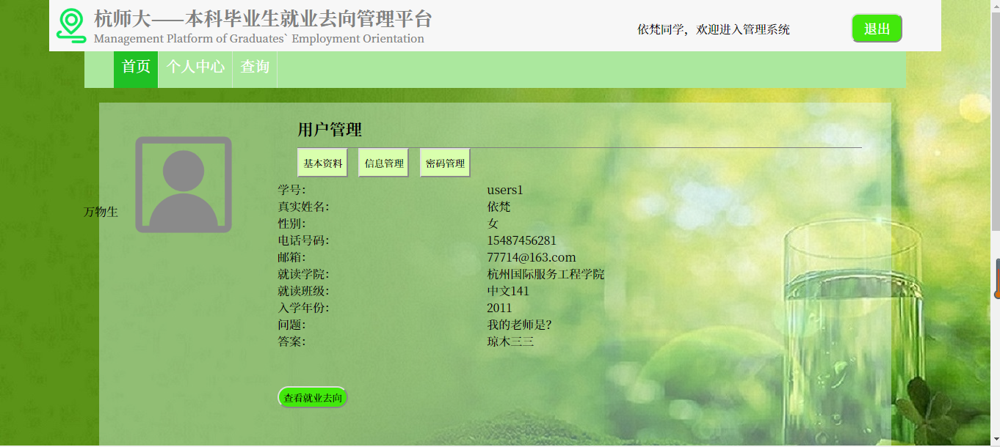 杭师大——本科毕业生就业去向管理平台
Management Platform of Graduates` Employment Orientation
依梵同学，欢迎进入管理系统
退出
首页 个人中心 查询
万物生
用户管理
基本资料 信息管理 密码管理
学号： users1
真实姓名： 依梵
性别： 女
电话号码： 15487456281
邮箱： 77714@163.com
就读学院： 杭州国际服务工程学院
就读班级： 中文141
入学年份： 2011
问题： 我的老师是？
答案： 琼木三三
查看就业去向